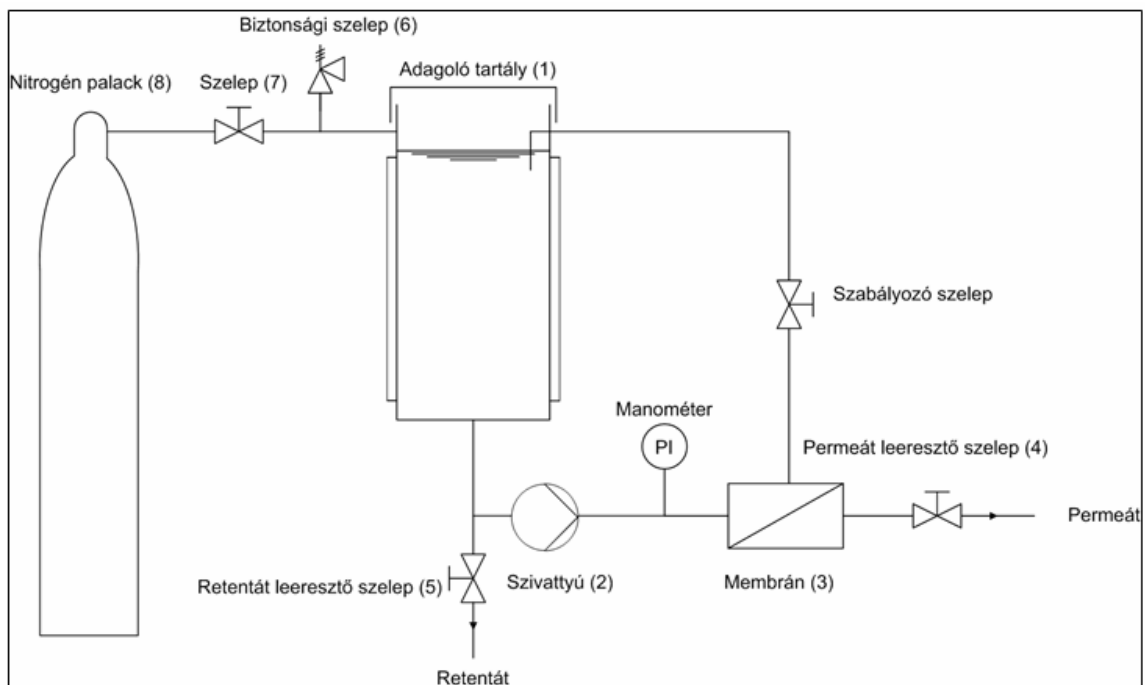 Biztonsági szelep (6)
Nitrogén palack (8)
Szelep (7)
Adagoló tartály (1)
Szabályozó szelep
Manométer
PI
Permeát leeresztő szelep (4)
Permeát
Retentát leeresztő szelep (5)
Szivattyú (2)
Membrán (3)
Retentát